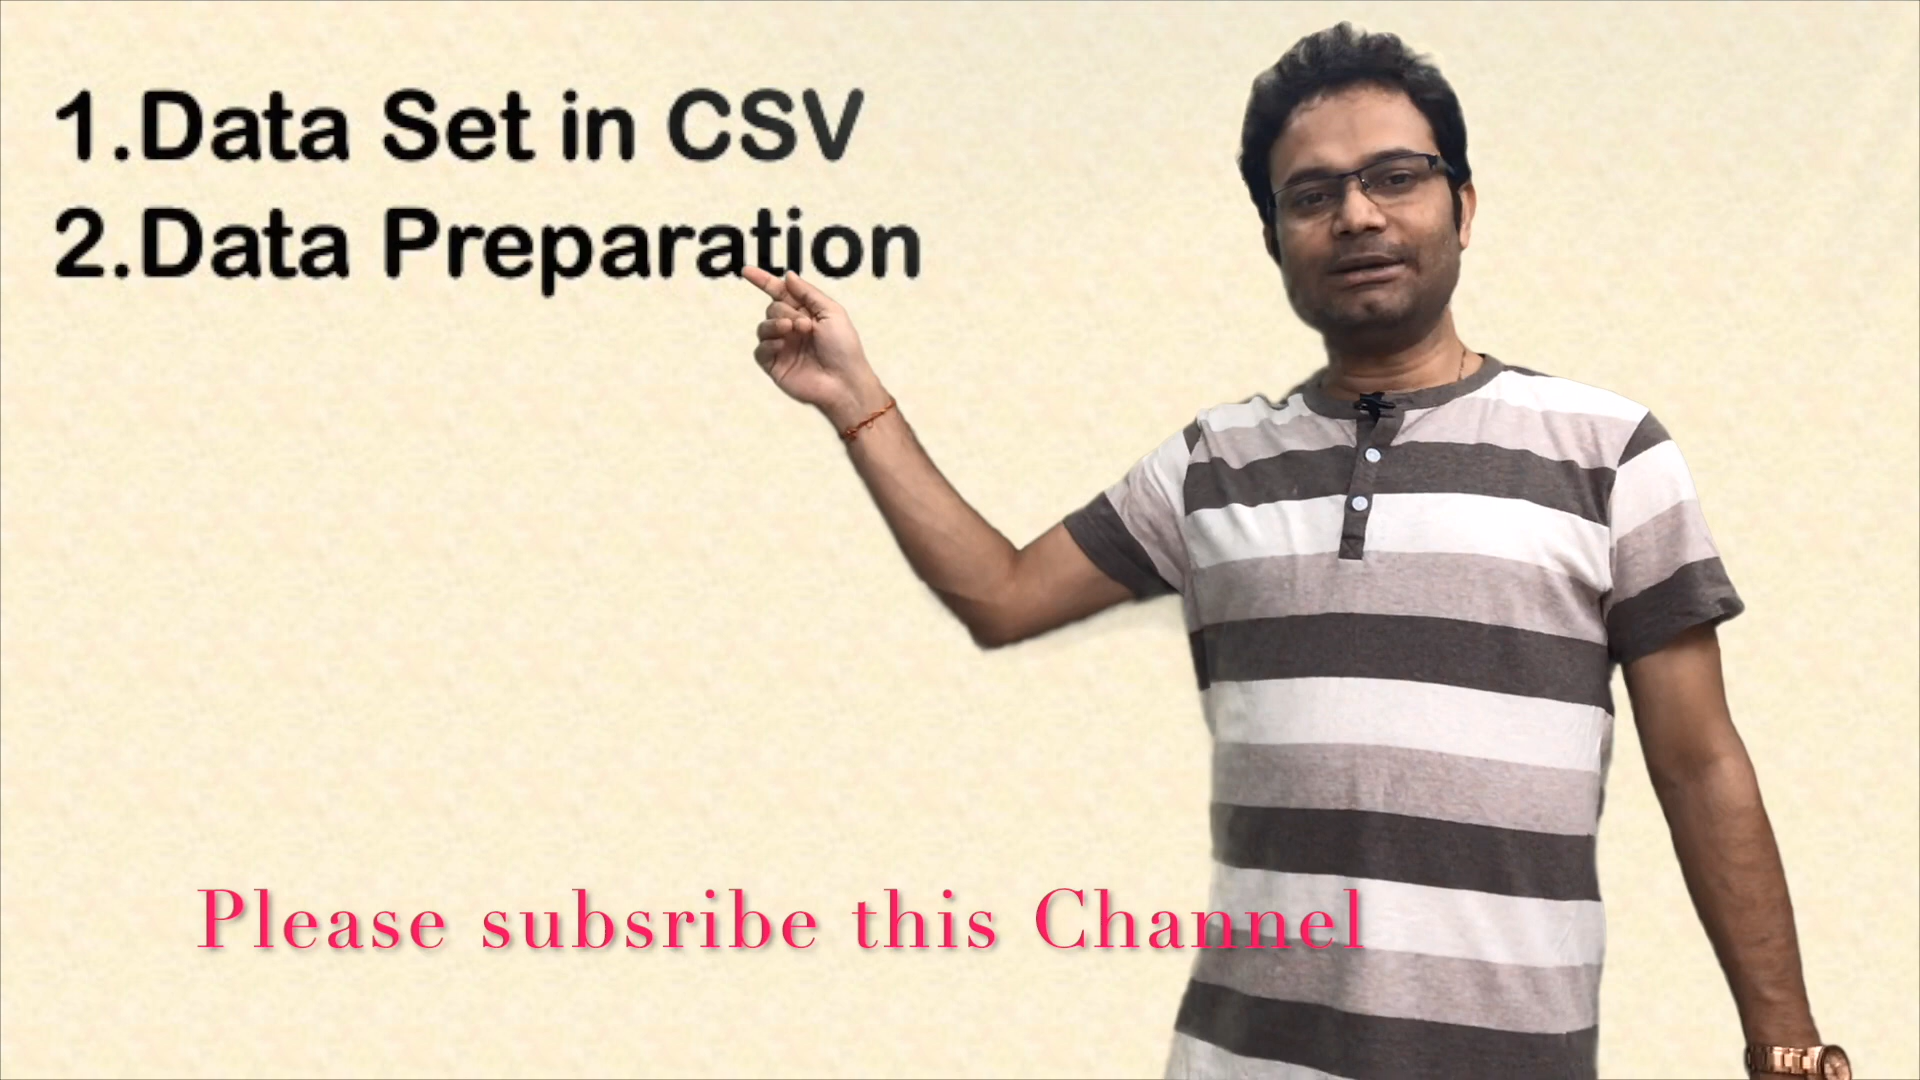 1.Data Set in CSV
2.Data Preparation
Please subsribe this Channel